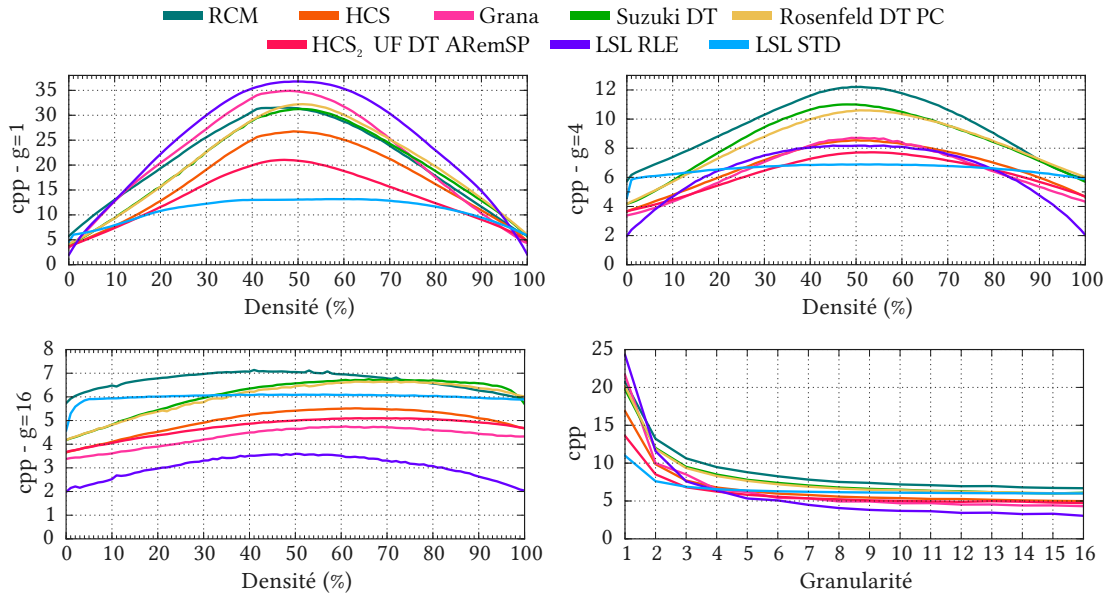 RCM HCS Grana Suzuki DT Rosenfeld DT PC
HCS₂ UF DT ARemSP LSL RLE LSL STD
cpp - g=1
35
30
25
20
15
10
5
0
0 10 20 30 40 50 60 70 80 90 100
Densité (%)
cpp - g=4
12
10
8
6
4
2
0
0 10 20 30 40 50 60 70 80 90 100
Densité (%)
cpp - g=16
8
7
6
5
4
3
2
1
0
0 10 20 30 40 50 60 70 80 90 100
Densité (%)
cpp
25
20
15
10
5
0
1 2 3 4 5 6 7 8 9 10 11 12 13 14 15 16
Granularité